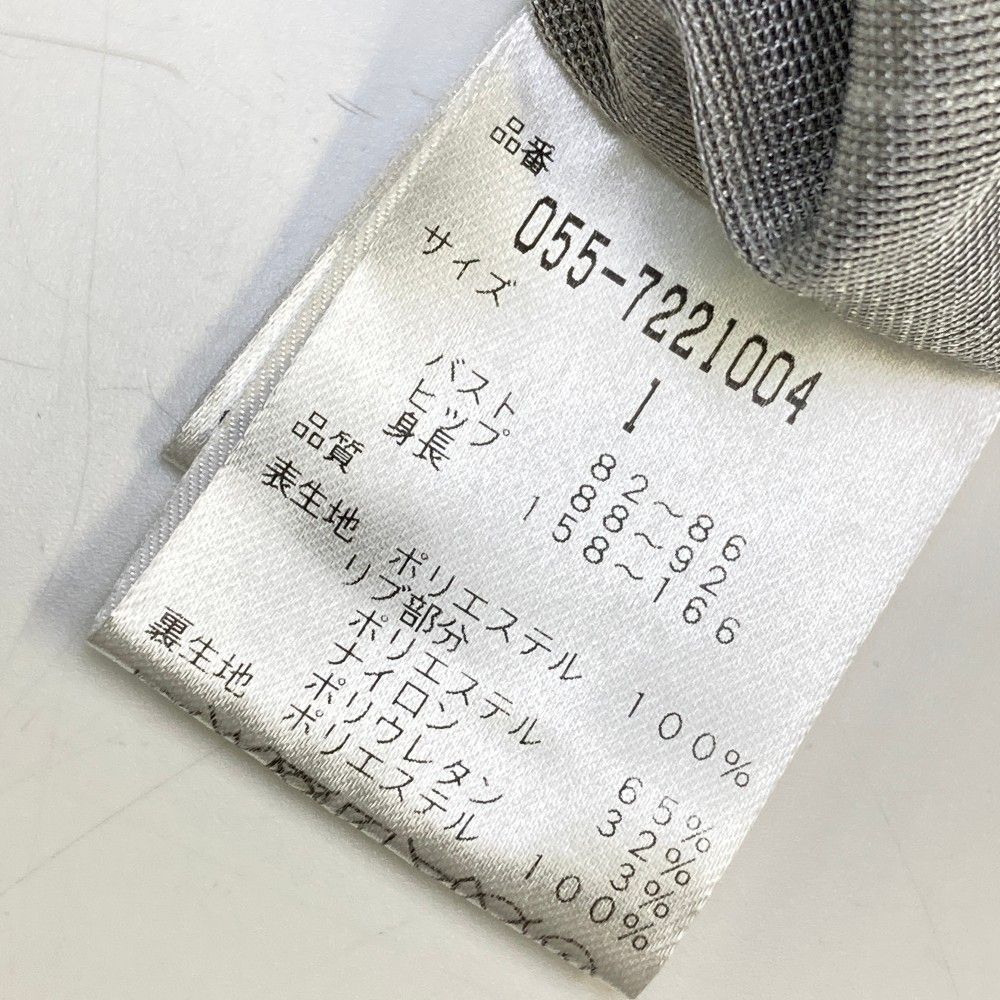 品番
055-7221004
サイズ 1
バスト 82～86
ヒップ 88～92
身長 158～166
品質
表生地 ポリエステル 100%
リブ部分
ポリエステル 65%
ナイロン 32%
ポリウレタン 3%
裏生地 ポリエステル 100%